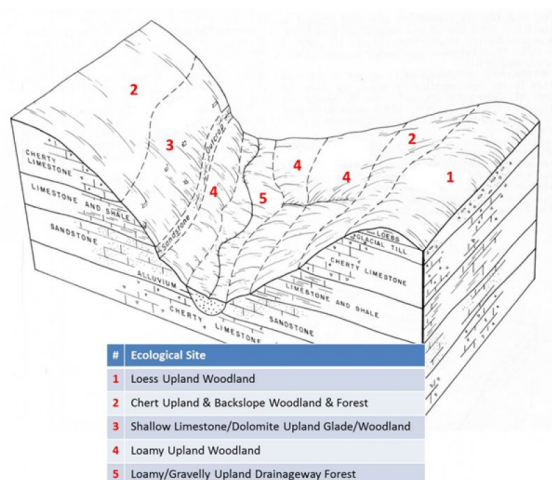 2
2
3
4
4
4
5
1
Sandstone
CHERTY
LIMESTONE
LIMESTONE AND SHALE
SANDSTONE
Sandstone
ALLUVIUM
CHERTY LIMESTONE
SANDSTONE
LOESS
GLACIAL TILL
CHERTY LIMESTONE
LIMESTONE AND SHALE
# Ecological Site
1 Loess Upland Woodland
2 Chert Upland & Backslope Woodland & Forest
3 Shallow Limestone/Dolomite Upland Glade/Woodland
4 Loamy Upland Woodland
5 Loamy/Gravelly Upland Drainageway Forest